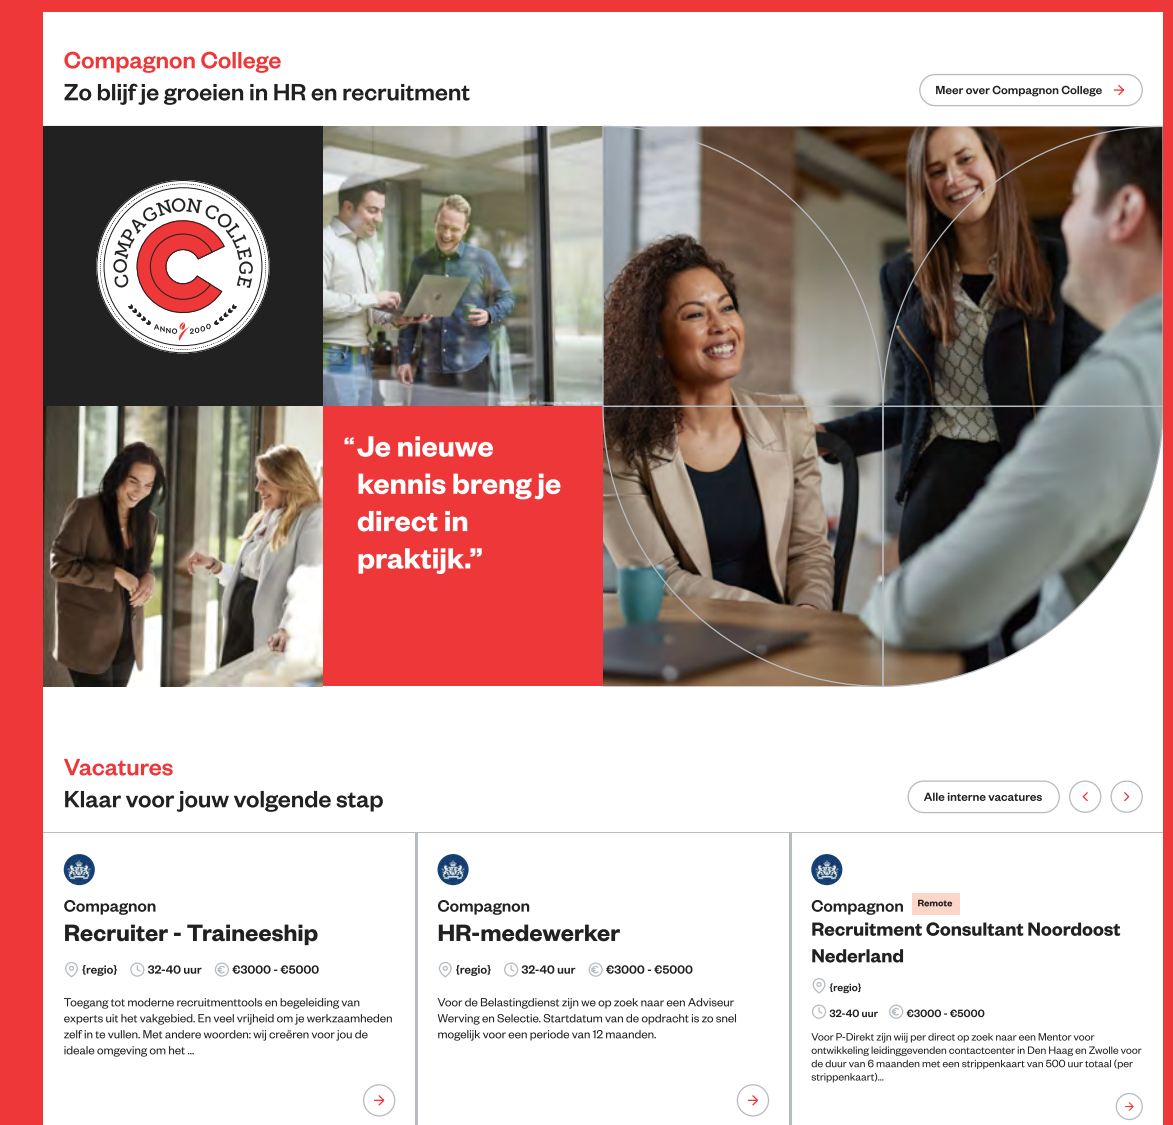 Compagnon College
Zo blijf je groeien in HR en recruitment
Meer over Compagnon College
COMPAGNON COLLEGE
ANNO 2000
“Je nieuwe
kennis breng je
direct in
praktijk.”
Vacatures
Klaar voor jouw volgende stap
Alle interne vacatures
Compagnon
Recruiter - Traineeship
{regio} 32-40 uur €3000 - €5000
Toegang tot moderne recruitmenttools en begeleiding van
experts uit het vakgebied. En veel vrijheid om je werkzaamheden
zelf in te vullen. Met andere woorden: wij creëren voor jou de
ideale omgeving om het ...
Compagnon
HR-medewerker
{regio} 32-40 uur €3000 - €5000
Voor de Belastingdienst zijn we op zoek naar een Adviseur
Werving en Selectie. Startdatum van de opdracht is zo snel
mogelijk voor een periode van 12 maanden.
Compagnon Remote
Recruitment Consultant Noordoost
Nederland
{regio}
32-40 uur €3000 - €5000
Voor P-Direkt zijn wiij per direct op zoek naar een Mentor voor
ontwikkeling leidinggevenden contactcenter in Den Haag en Zwolle voor
de duur van 6 maanden met een strippenkaart van 500 uur totaal (per
strippenkaart)...